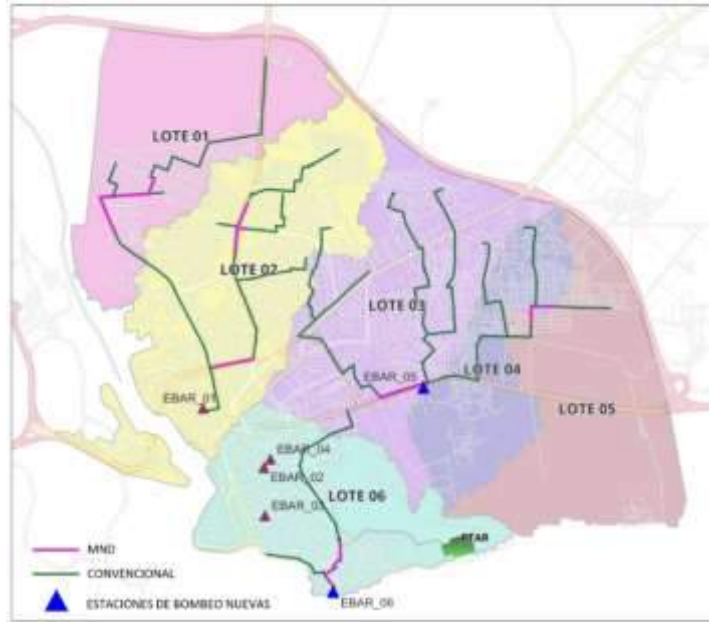 LOTE 01
LOTE 02
LOTE 03
EBAR_05
LOTE 04
EBAR_01
LOTE 05
EBAR_04
EBAR_02
LOTE 06
EBAR_03
PTAR
MND
CONVENCIONAL
ESTACIONES DE BOMBEO NUEVAS
EBAR_06